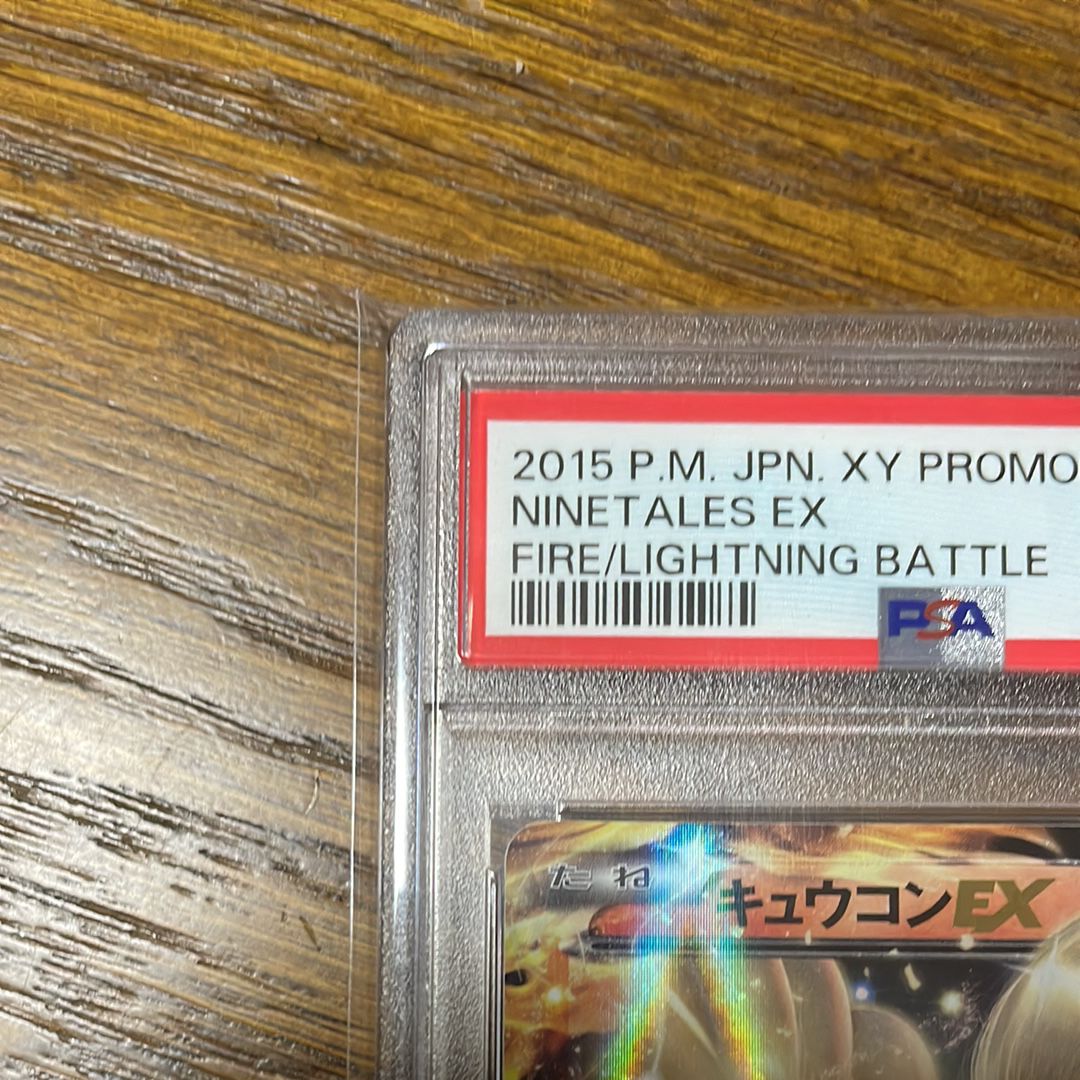 2015 P.M. JPN. XY PROMO
NINETALES EX
FIRE/LIGHTNING BATTLE
PSA
たね
キュウコンEX